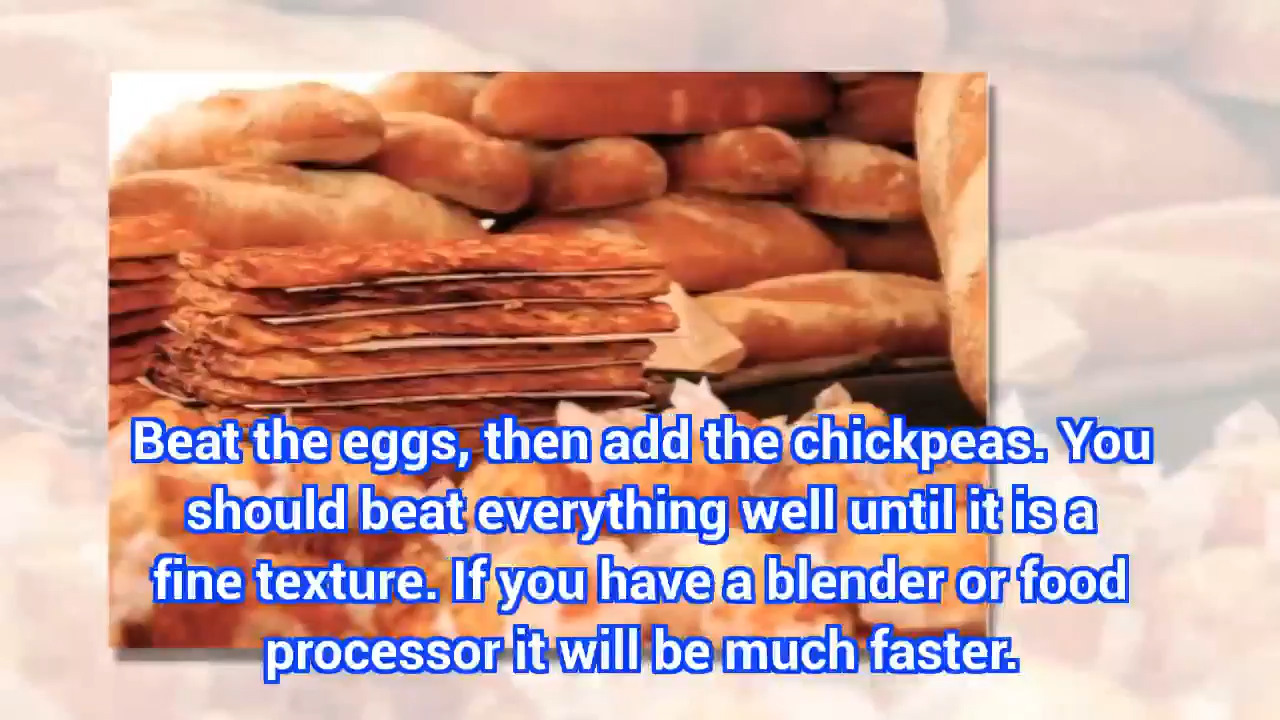 Beat the eggs, then add the chickpeas. You
should beat everything well until it is a
fine texture. If you have a blender or food
processor it will be much faster.